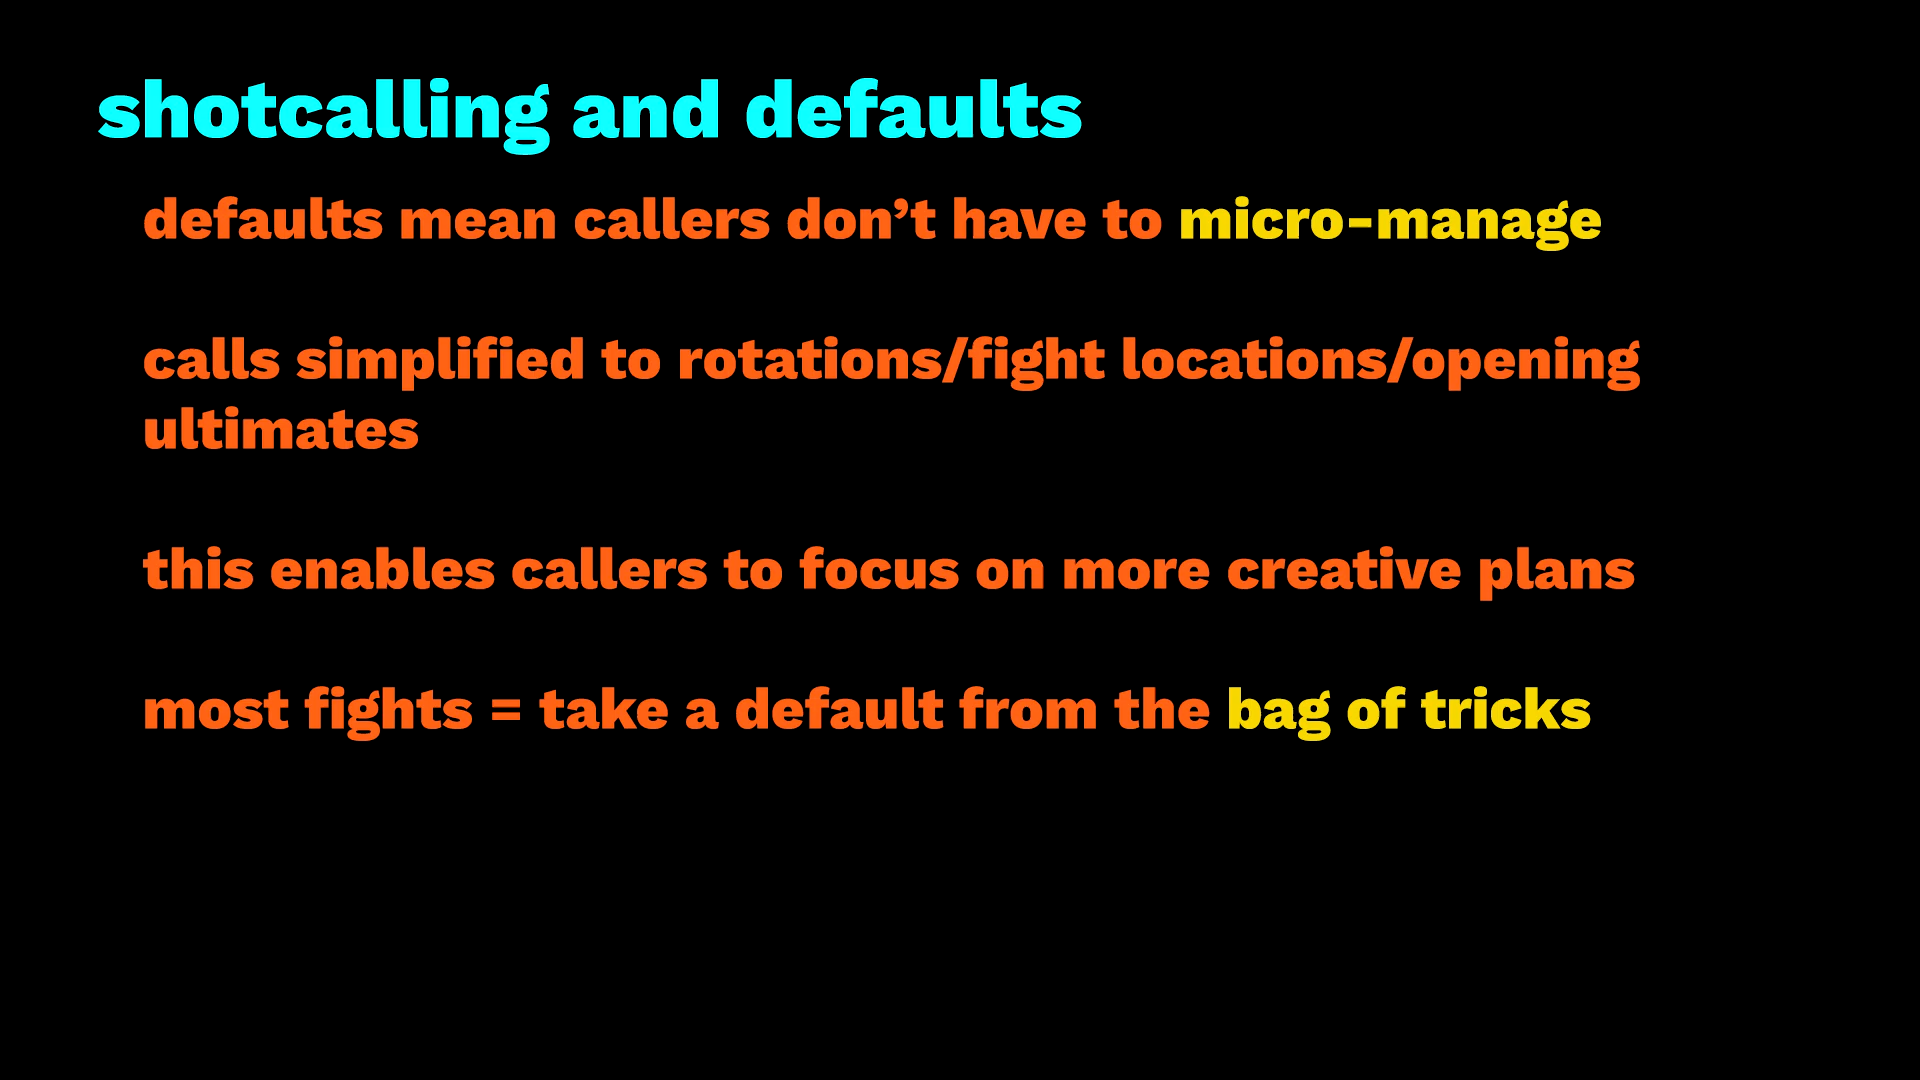 shotcalling and defaults
defaults mean callers don’t have to micro-manage
calls simplified to rotations/fight locations/opening
ultimates
this enables callers to focus on more creative plans
most fights = take a default from the bag of tricks